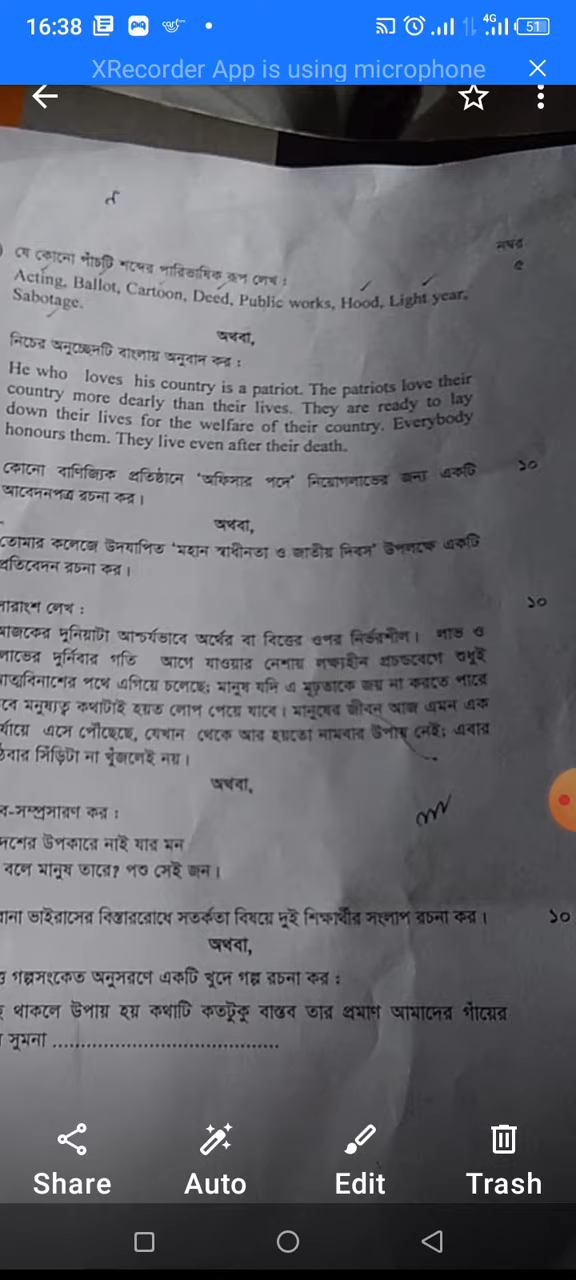 16:38
4G
51
XRecorder App is using microphone
নম্বর
যে কোনো পাঁচটি শব্দের পারিভাষিক রূপ লেখ :
৫
Acting, Ballot, Cartoon, Deed, Public works, Hood, Light year,
Sabotage.
অথবা,
নিচের অনুচ্ছেদটি বাংলায় অনুবাদ কর :
He who loves his country is a patriot. The patriots love their
country more dearly than their lives. They are ready to lay
down their lives for the welfare of their country. Everybody
honours them. They live even after their death.
কোনো বাণিজ্যিক প্রতিষ্ঠানে ‘অফিসার পদে’ নিয়োগলাভের জন্য একটি ১০
আবেদনপত্র রচনা কর।
অথবা,
তোমার কলেজে উদযাপিত ‘মহান স্বাধীনতা ও জাতীয় দিবস’ উপলক্ষে একটি
প্রতিবেদন রচনা কর।
সারাংশ লেখ : ১০
আজকের দুনিয়াটা আশ্চর্যভাবে অর্থের বা বিত্তের ওপর নির্ভরশীল। লাভ ও
লোভের দুর্নিবার গতি আগে যাওয়ার নেশায় লক্ষ্যহীন প্রচন্ডবেগে শুধুই
আত্মবিনাশের পথে এগিয়ে চলেছে; মানুষ যদি এ মূঢ়তাকে জয় না করতে পারে
বে মনুষ্যত্ব কথাটাই হয়ত লোপ পেয়ে যাবে। মানুষের জীবন আজ এমন এক
র্যায়ে এসে পৌঁছেছে, যেখান থেকে আর হয়তো নামবার উপায় নেই; এবার
ঠবার সিঁড়িটা না খুঁজলেই নয়।
অথবা,
ব-সম্প্রসারণ কর :
দেশের উপকারে নাই যার মন
বলে মানুষ তারে? পশু সেই জন।
রানা ভাইরাসের বিস্তাররোধে সতর্কতা বিষয়ে দুই শিক্ষার্থীর সংলাপ রচনা কর। ১০
অথবা,
গল্পসংকেত অনুসরণে একটি খুদে গল্প রচনা কর :
থাকলে উপায় হয় কথাটি কতটুকু বাস্তব তার প্রমাণ আমাদের গাঁয়ের
সুমনা ........................................
Share Auto Edit Trash